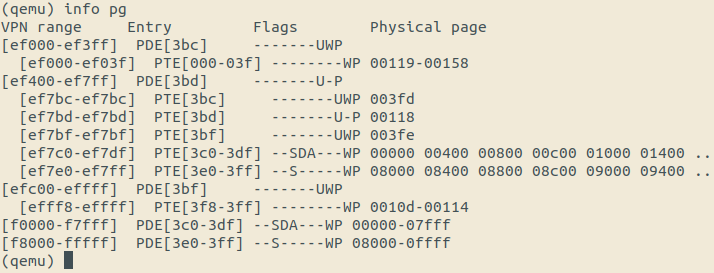 (qemu) info pg
VPN range     Entry         Flags        Physical page
[ef000-ef3ff]  PDE[3bc]     -------UWP
  [ef000-ef03f]  PTE[000-03f] --------WP 00119-00158
[ef400-ef7ff]  PDE[3bd]     -------U-P
  [ef7bc-ef7bc]  PTE[3bc]     -------UWP 003fd
  [ef7bd-ef7bd]  PTE[3bd]     -------U-P 00118
  [ef7bf-ef7bf]  PTE[3bf]     -------UWP 003fe
  [ef7c0-ef7df]  PTE[3c0-3df] --SDA---WP 00000 00400 00800 00c00 01000 01400 ..
  [ef7e0-ef7ff]  PTE[3e0-3ff] --S-----WP 08000 08400 08800 08c00 09000 09400 ..
[efc00-effff]  PDE[3bf]     -------UWP
  [efff8-effff]  PTE[3f8-3ff] --------WP 0010d-00114
[f0000-f7fff]  PDE[3c0-3df] --SDA---WP 00000-07fff
[f8000-fffff]  PDE[3e0-3ff] --S-----WP 08000-0ffff
(qemu)